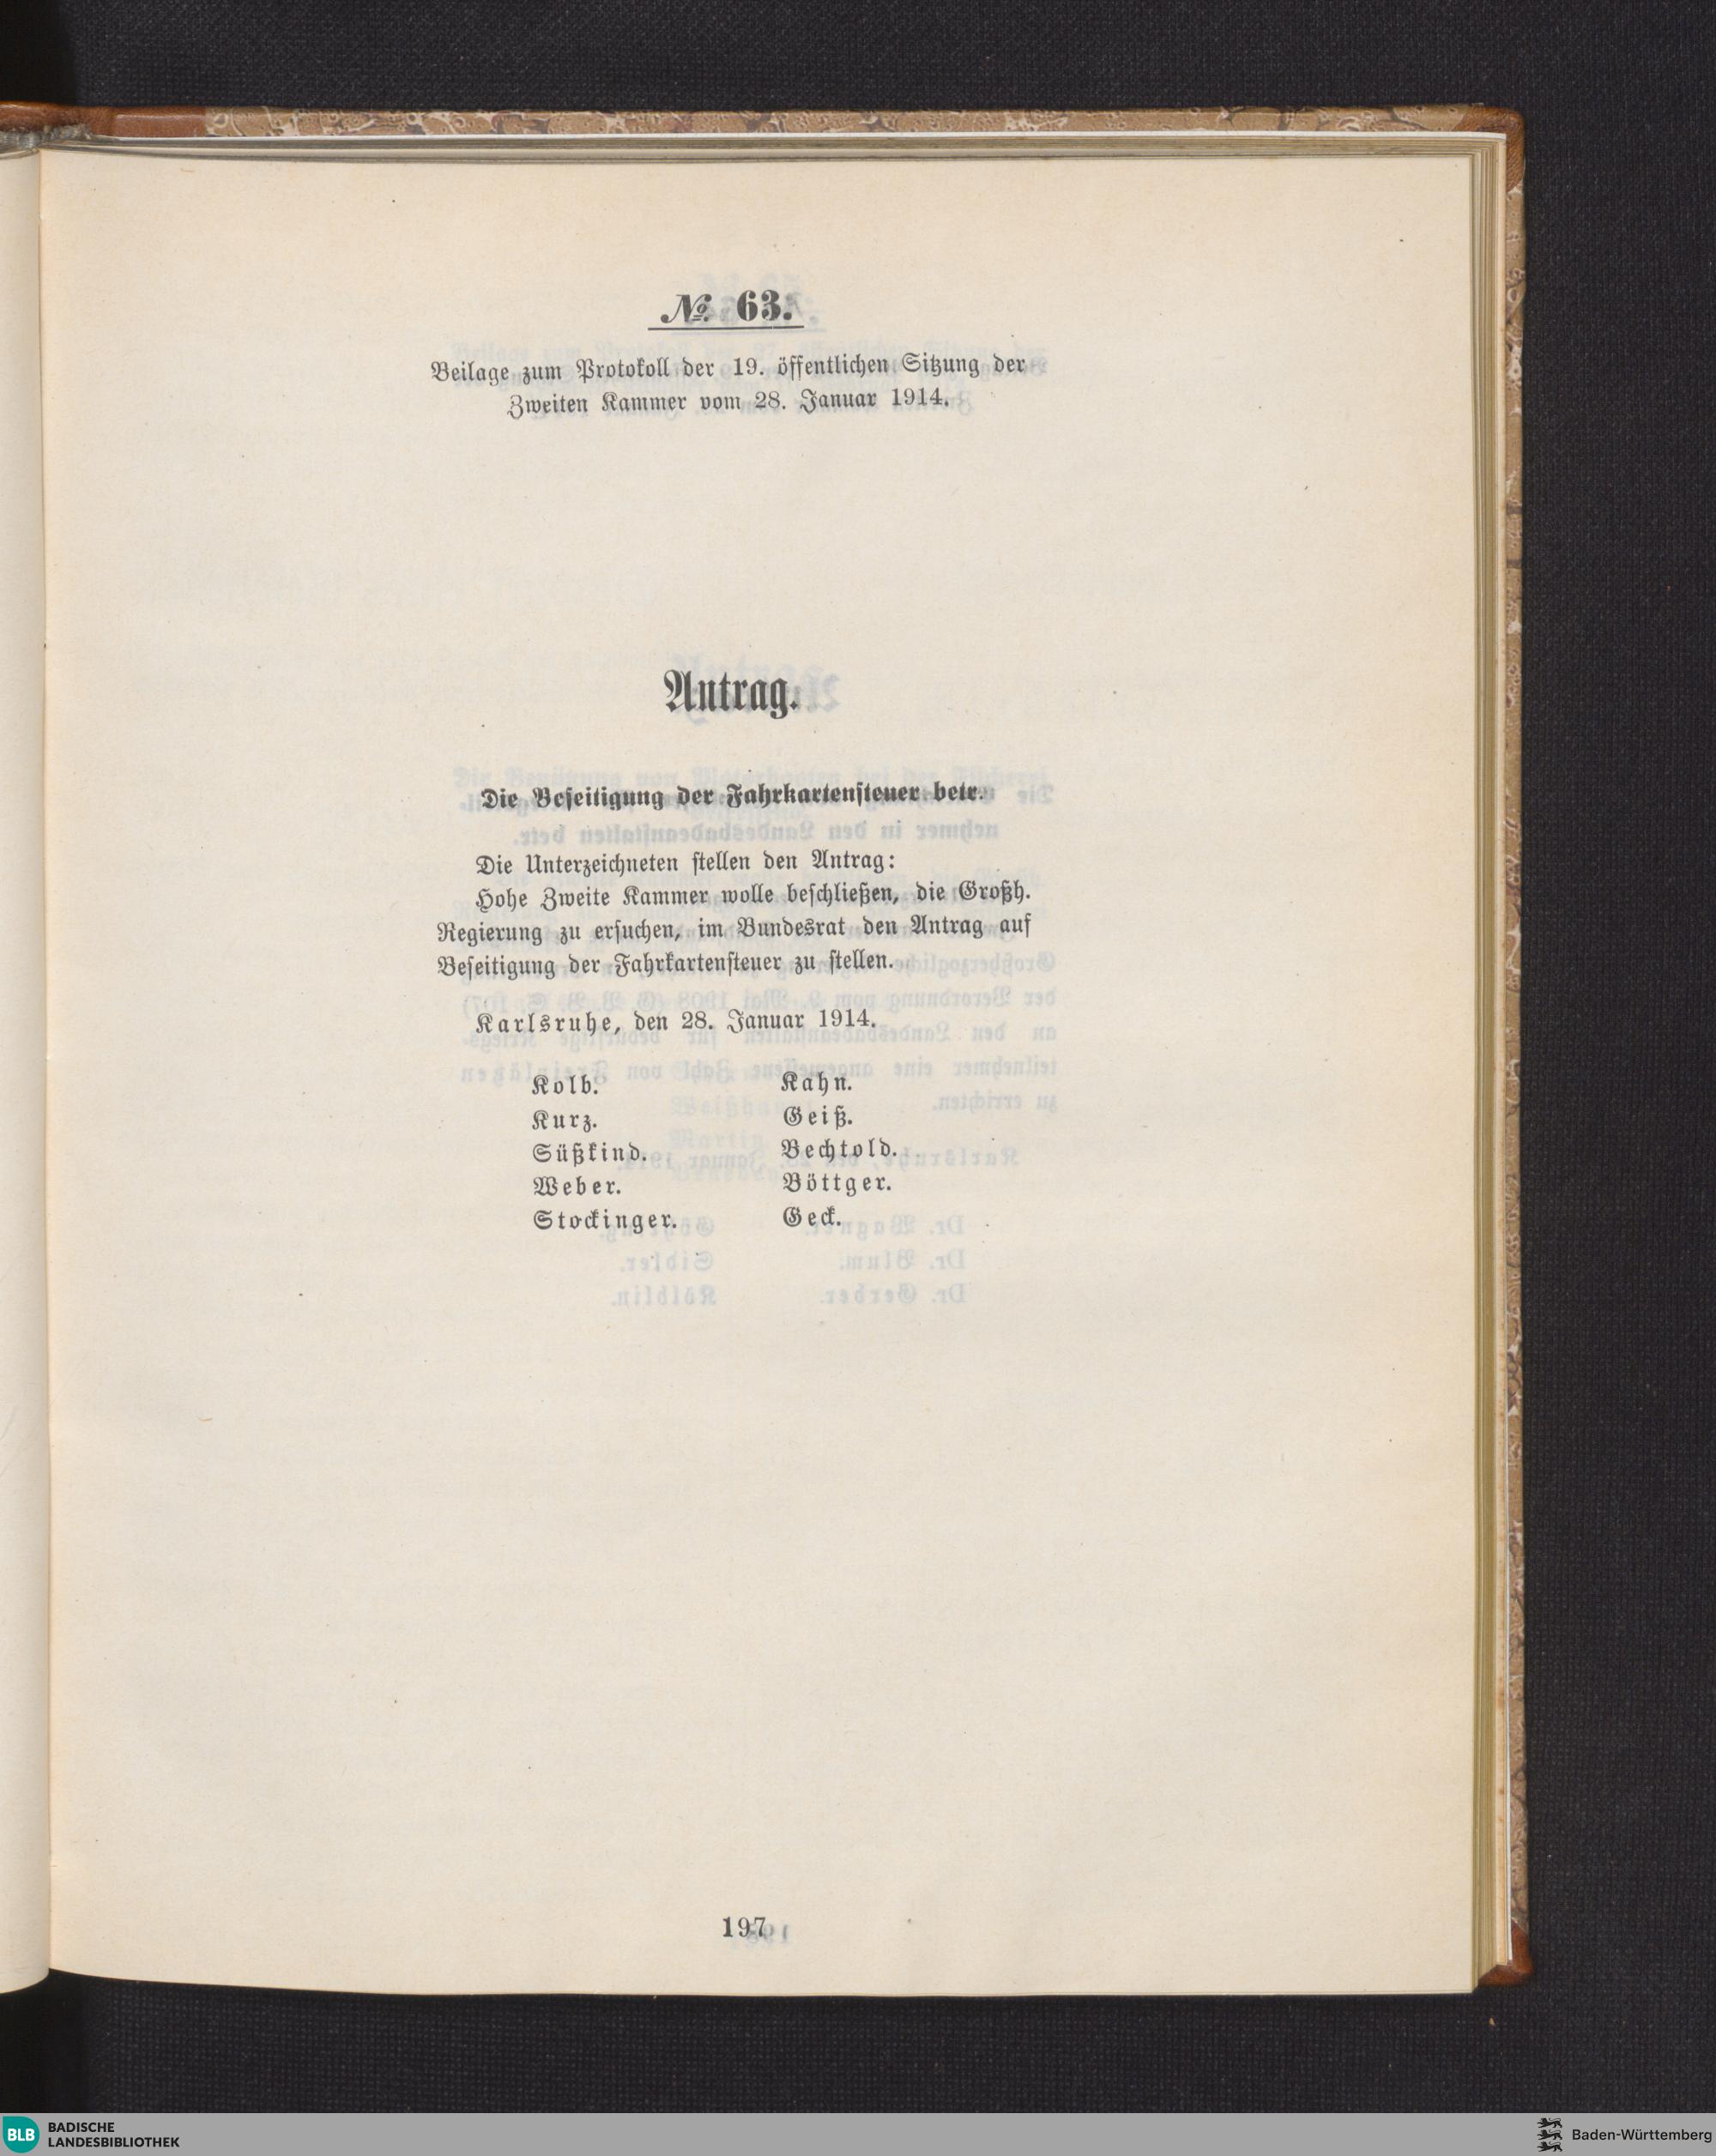 № 63.
Beilage zum Protokoll der 19. öffentlichen Sitzung der
Zweiten Kammer vom 28. Januar 1914.
Antrag.
Die Beseitigung der Fahrkartensteuer betr.
Die Unterzeichneten stellen den Antrag:
Hohe Zweite Kammer wolle beschließen, die Großh.
Regierung zu ersuchen, im Bundesrat den Antrag auf
Beseitigung der Fahrkartensteuer zu stellen.
Karlsruhe, den 28. Januar 1914.
Kolb. Kahn.
Kurz. Geiß.
Süßkind. Bechtold.
Weber. Böttger.
Stockinger. Geck.
197
BLB BADISCHE
LANDESBIBLIOTHEK
Baden-Württemberg